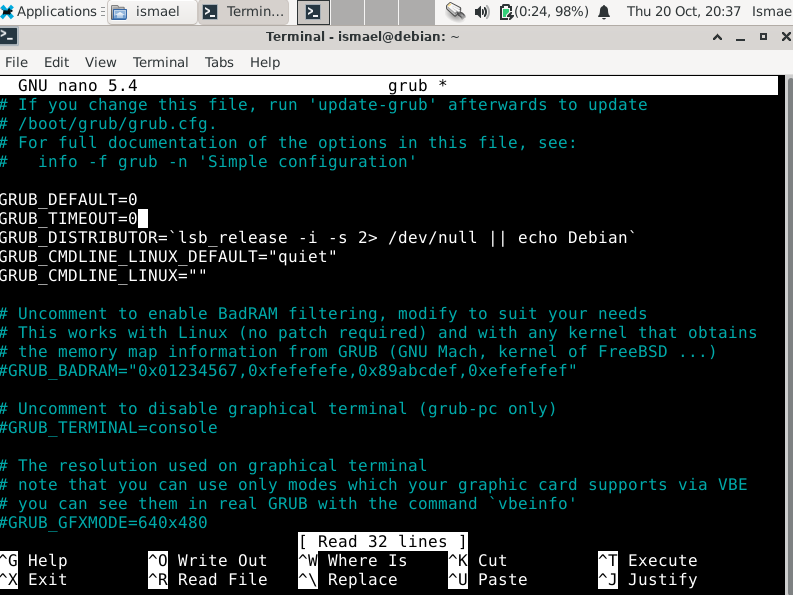 Applications ismael Termin... (0:24, 98%) Thu 20 Oct, 20:37 Ismae
Terminal - ismael@debian: ~
File Edit View Terminal Tabs Help
GNU nano 5.4 grub *
# If you change this file, run 'update-grub' afterwards to update
# /boot/grub/grub.cfg.
# For full documentation of the options in this file, see:
#   info -f grub -n 'Simple configuration'
GRUB_DEFAULT=0
GRUB_TIMEOUT=0
GRUB_DISTRIBUTOR=`lsb_release -i -s 2> /dev/null || echo Debian`
GRUB_CMDLINE_LINUX_DEFAULT="quiet"
GRUB_CMDLINE_LINUX=""
# Uncomment to enable BadRAM filtering, modify to suit your needs
# This works with Linux (no patch required) and with any kernel that obtains
# the memory map information from GRUB (GNU Mach, kernel of FreeBSD ...)
#GRUB_BADRAM="0x01234567,0xfefefefe,0x89abcdef,0xefefefef"
# Uncomment to disable graphical terminal (grub-pc only)
#GRUB_TERMINAL=console
# The resolution used on graphical terminal
# note that you can use only modes which your graphic card supports via VBE
# you can see them in real GRUB with the command `vbeinfo'
#GRUB_GFXMODE=640x480
[ Read 32 lines ]
^G Help ^O Write Out ^W Where Is ^K Cut ^T Execute
^X Exit ^R Read File ^\ Replace ^U Paste ^J Justify